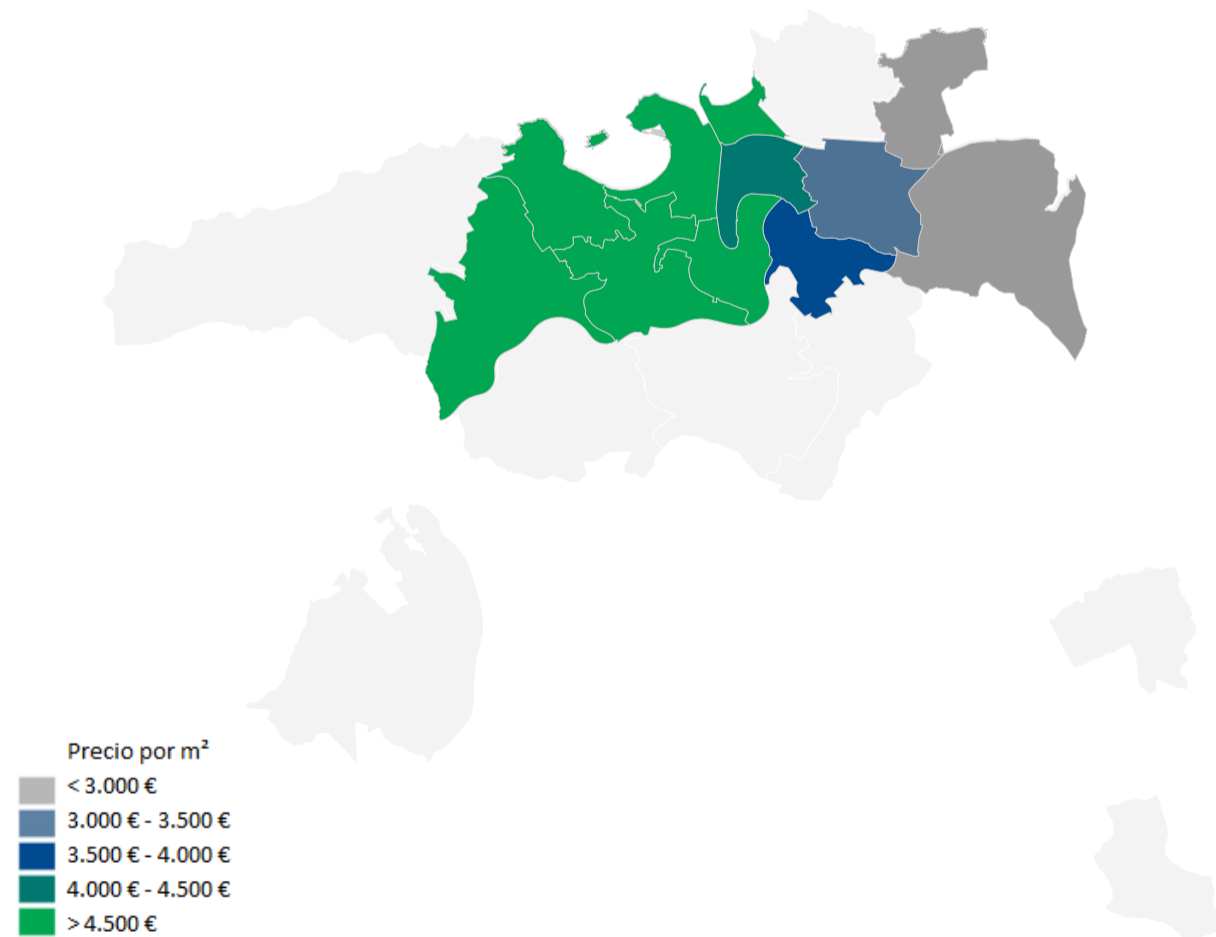 Precio por m²
< 3.000 €
3.000 € - 3.500 €
3.500 € - 4.000 €
4.000 € - 4.500 €
> 4.500 €